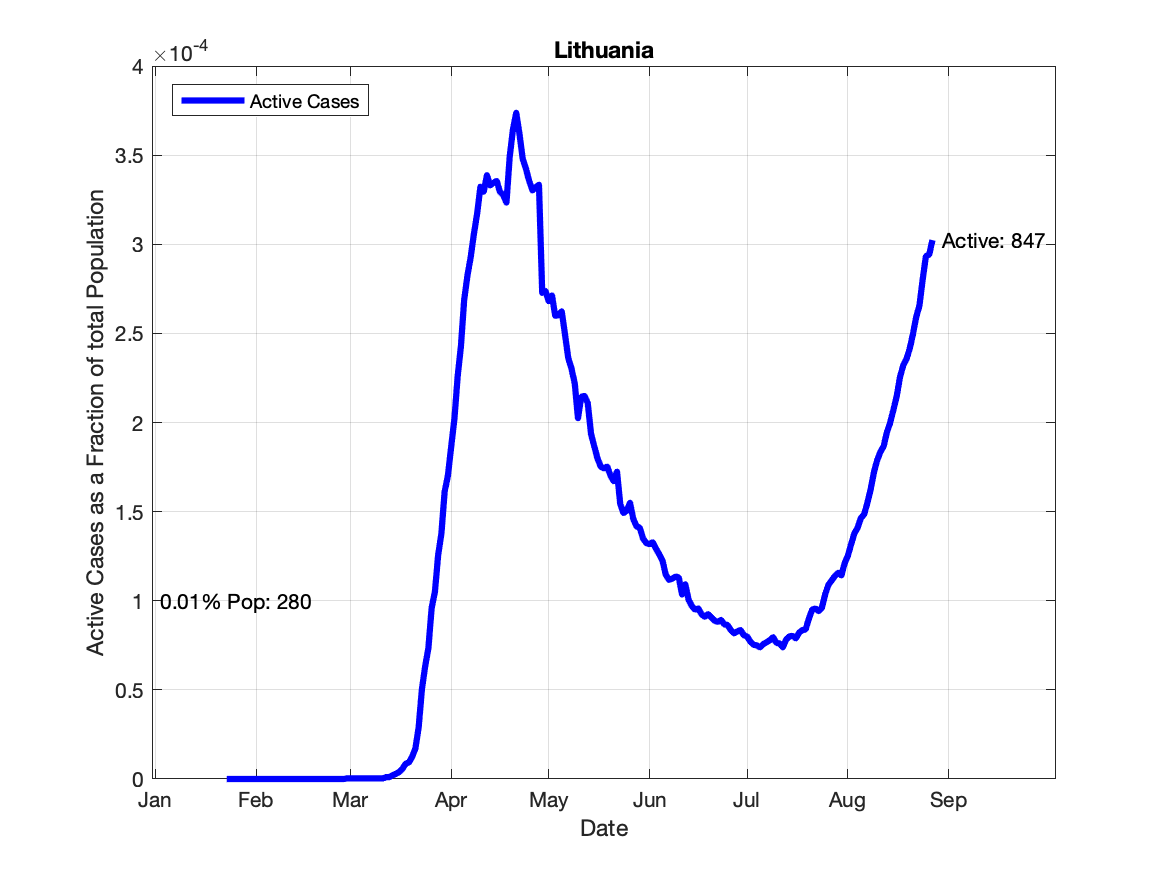 Lithuania
×10-4
4
3.5
3
2.5
2
1.5
1
0.5
0
Active Cases
Active: 847
0.01% Pop: 280
Active Cases as a Fraction of total Population
Jan Feb Mar Apr May Jun Jul Aug Sep
Date